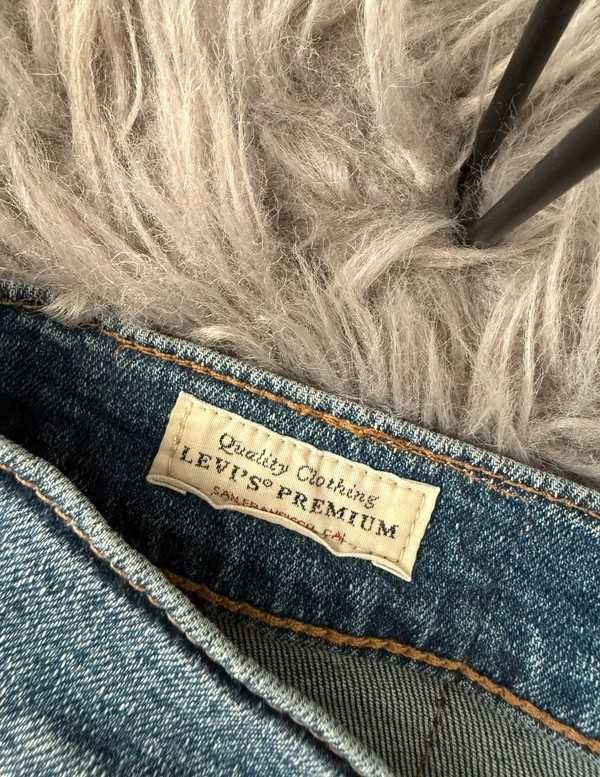 Quality Clothing
LEVI'S® PREMIUM
SAN FRANCISCO, CAL